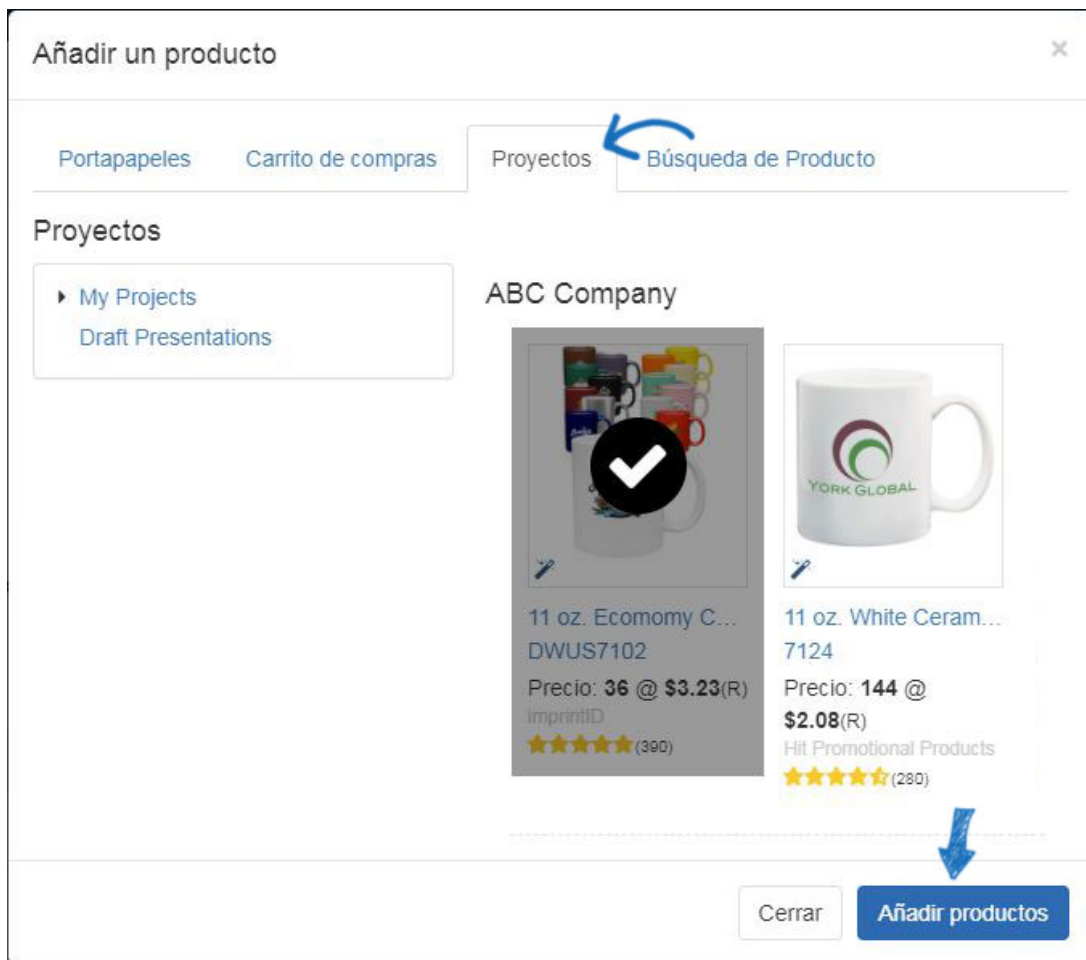 Añadir un producto
×
Portapapeles
Carrito de compras
Proyectos
Búsqueda de Producto
Proyectos
My Projects
Draft Presentations
ABC Company
YORK GLOBAL
11 oz. Ecomomy C...
DWUS7102
Precio: 36 @ $3.23(R)
imprintID
(390)
11 oz. White Ceram...
7124
Precio: 144 @
$2.08(R)
Hit Promotional Products
(280)
Cerrar
Añadir productos